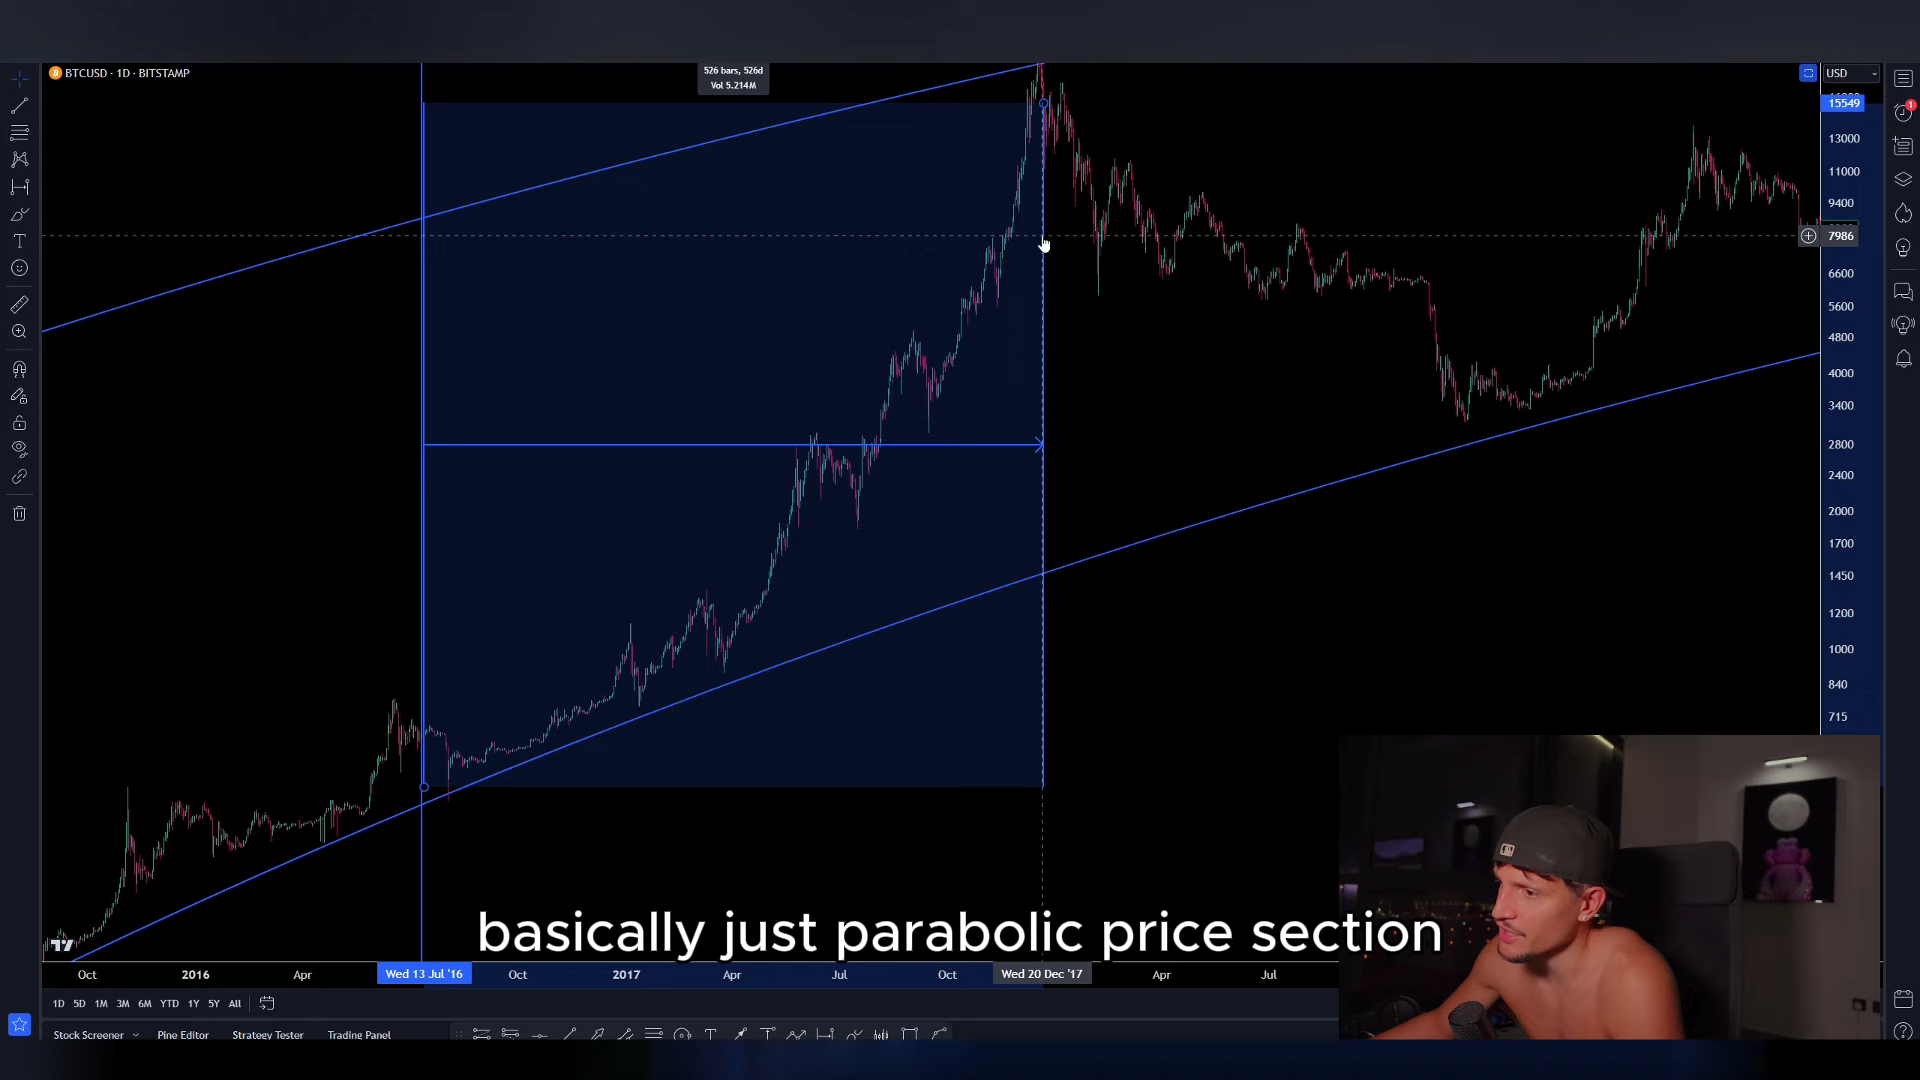 BTCUSD · 1D · BITSTAMP
526 bars, 526d
Vol 5.214M
USD
1
15549
13000
11000
9400
7986
6600
5600
4800
4000
3400
2800
2400
2000
1700
1450
1200
1000
840
715
basically just parabolic price section
Oct
2016
Apr
Wed 13 Jul '16
Oct
2017
Apr
Jul
Oct
Wed 20 Dec '17
Apr
Jul
1D 5D 1M 3M 6M YTD 1Y 5Y All
Stock Screener
Pine Editor
Strategy Tester
Trading Panel